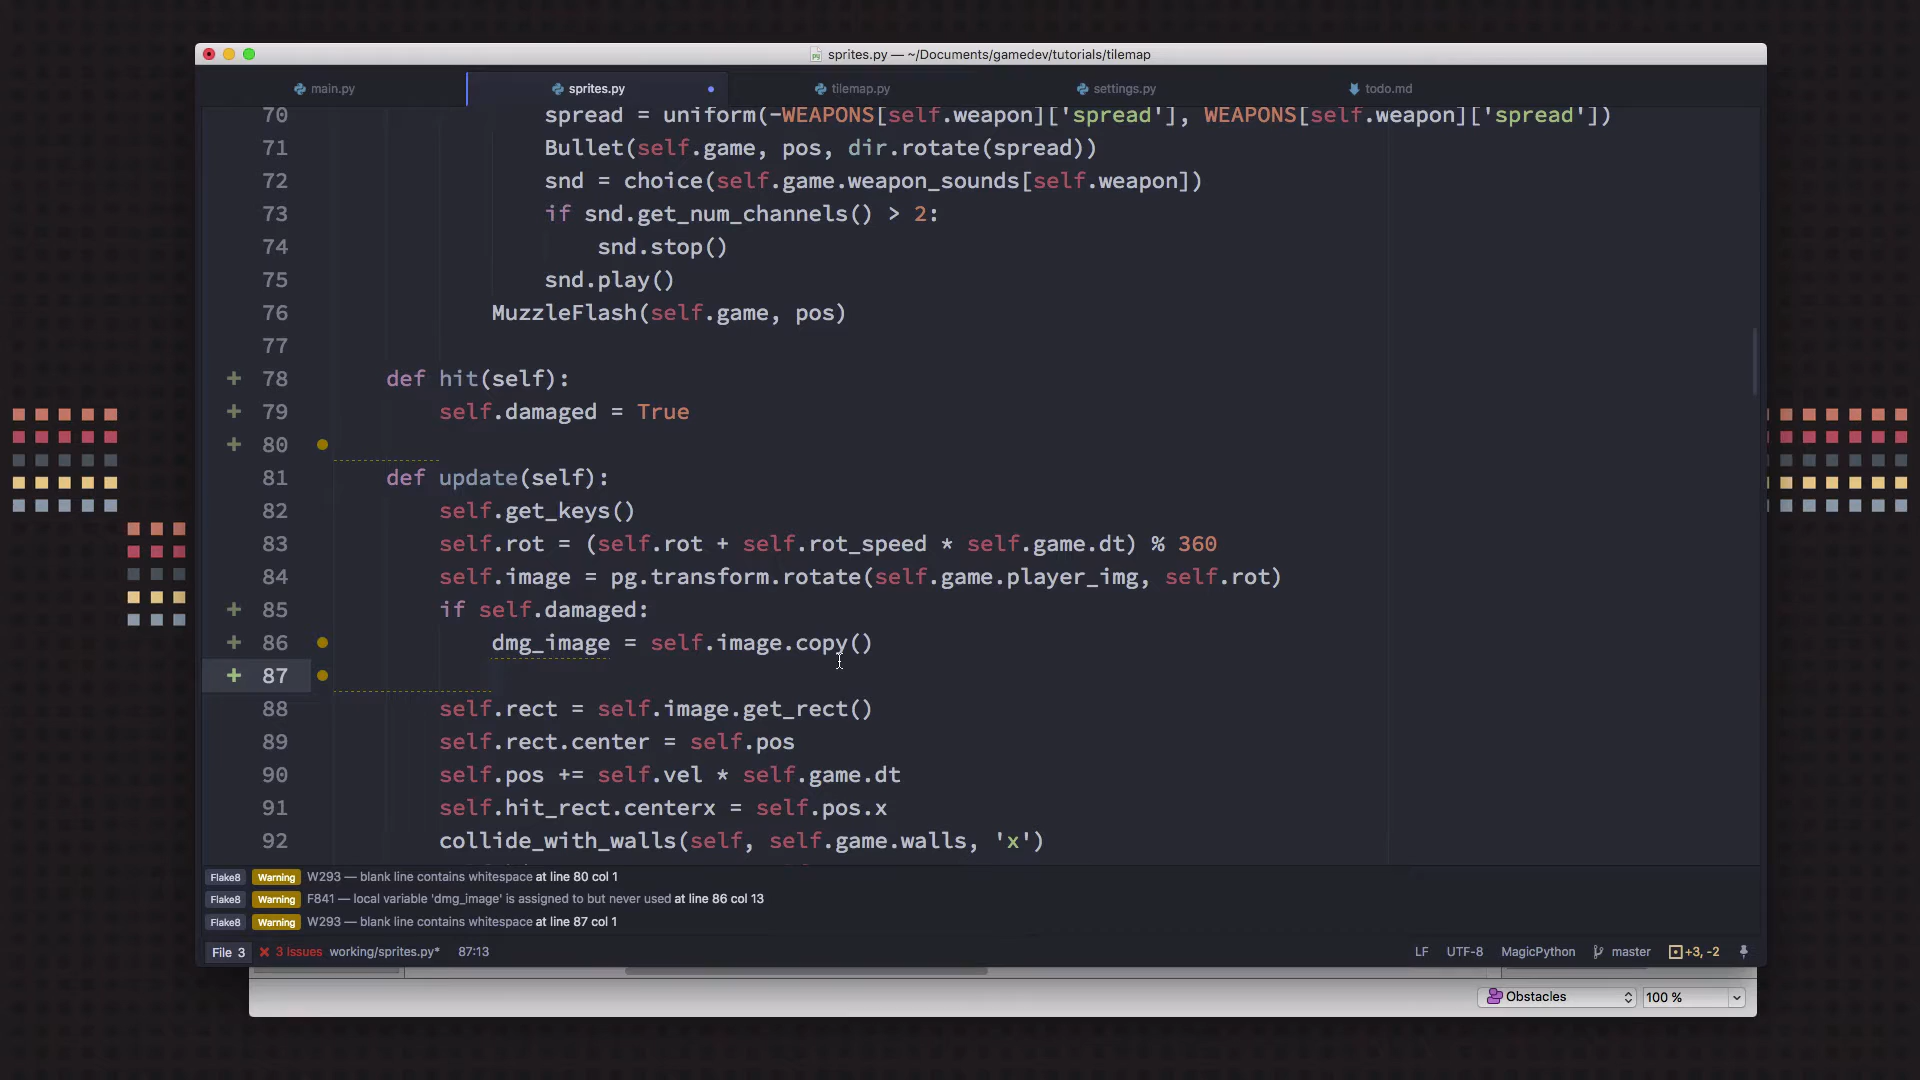 sprites.py — ~/Documents/gamedev/tutorials/tilemap
main.py sprites.py tilemap.py settings.py todo.md
70 spread = uniform(-WEAPONS[self.weapon]['spread'], WEAPONS[self.weapon]['spread'])
71 Bullet(self.game, pos, dir.rotate(spread))
72 snd = choice(self.game.weapon_sounds[self.weapon])
73 if snd.get_num_channels() > 2:
74 snd.stop()
75 snd.play()
76 MuzzleFlash(self.game, pos)
77
+ 78 def hit(self):
+ 79 self.damaged = True
+ 80
81 def update(self):
82 self.get_keys()
83 self.rot = (self.rot + self.rot_speed * self.game.dt) % 360
84 self.image = pg.transform.rotate(self.game.player_img, self.rot)
+ 85 if self.damaged:
+ 86 dmg_image = self.image.copy()
+ 87
88 self.rect = self.image.get_rect()
89 self.rect.center = self.pos
90 self.pos += self.vel * self.game.dt
91 self.hit_rect.centerx = self.pos.x
92 collide_with_walls(self, self.game.walls, 'x')
Flake8 Warning W293 — blank line contains whitespace at line 80 col 1
Flake8 Warning F841 — local variable 'dmg_image' is assigned to but never used at line 86 col 13
Flake8 Warning W293 — blank line contains whitespace at line 87 col 1
File 3 3 Issues working/sprites.py* 87:13 LF UTF-8 MagicPython master +3, -2
Obstacles 100 %